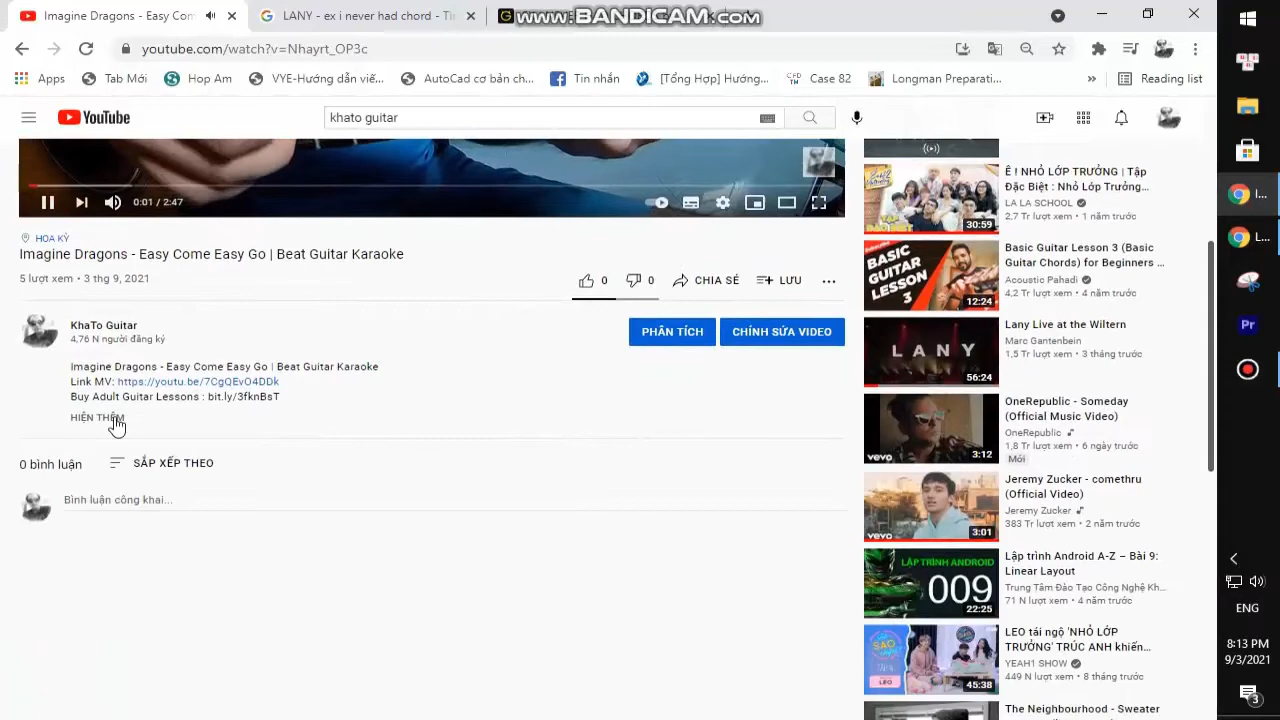 Imagine Dragons - Easy Com
LANY - ex i never had chord - T
www.BANDICAM.com
youtube.com/watch?v=Nhayrt_OP3c
Apps
Tab Mới
Hop Am
VYE-Hướng dẫn viế...
AutoCad cơ bản ch...
Tin nhắn
[Tổng Hợp] Hướng...
Case 82
Longman Preparati...
»
Reading list
YouTube
khato guitar
0:01 / 2:47
HOA KỲ
Imagine Dragons - Easy Come Easy Go | Beat Guitar Karaoke
5 lượt xem • 3 thg 9, 2021
0
0
CHIA SẺ
LƯU
KhaTo Guitar
4,76 N người đăng ký
PHÂN TÍCH
CHỈNH SỬA VIDEO
Imagine Dragons - Easy Come Easy Go | Beat Guitar Karaoke
Link MV: https://youtu.be/7CgQEvO4DDk
Buy Adult Guitar Lessons : bit.ly/3fknBsT
HIỆN THÊM
0 bình luận
SẮP XẾP THEO
Bình luận công khai...
Ê ! NHỎ LỚP TRƯỞNG | Tập
Đặc Biệt : Nhỏ Lớp Trưởng...
LA LA SCHOOL
2,7 Tr lượt xem • 1 năm trước
30:59
Basic Guitar Lesson 3 (Basic
Guitar Chords) for Beginners ...
Acoustic Pahadi
4,2 Tr lượt xem • 4 năm trước
BASIC
GUITAR
LESSON
3
12:24
Lany Live at the Wiltern
Marc Gantenbein
1,5 Tr lượt xem • 3 tháng trước
LANY
56:24
OneRepublic - Someday
(Official Music Video)
OneRepublic
1,8 Tr lượt xem • 6 ngày trước
Mới
vevo
3:12
Jeremy Zucker - comethru
(Official Video)
Jeremy Zucker
383 Tr lượt xem • 2 năm trước
vevo
3:01
Lập trình Android A-Z – Bài 9:
Linear Layout
Trung Tâm Đào Tạo Công Nghệ Kh...
71 N lượt xem • 4 năm trước
LẬP TRÌNH ANDROID
009
22:25
LEO tái ngộ 'NHỎ LỚP
TRƯỞNG' TRÚC ANH khiến...
YEAH1 SHOW
449 N lượt xem • 8 tháng trước
LEO
45:38
The Neighbourhood - Sweater
I...
L...
Pr
ENG
8:13 PM
9/3/2021
3